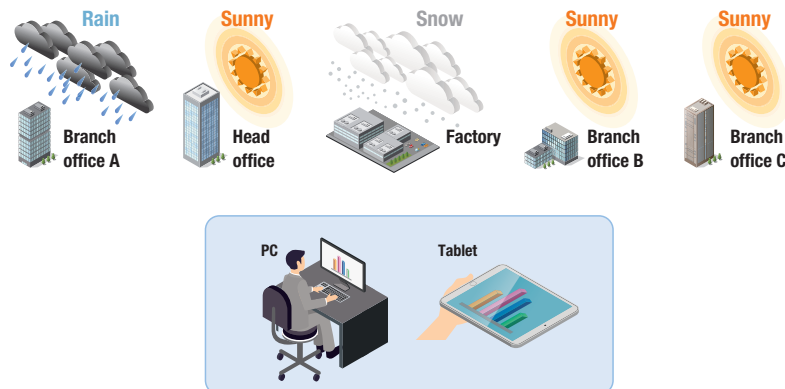 Rain
Sunny
Snow
Sunny
Sunny
Branch
office A
Head
office
Factory
Branch
office B
Branch
office C
PC
Tablet